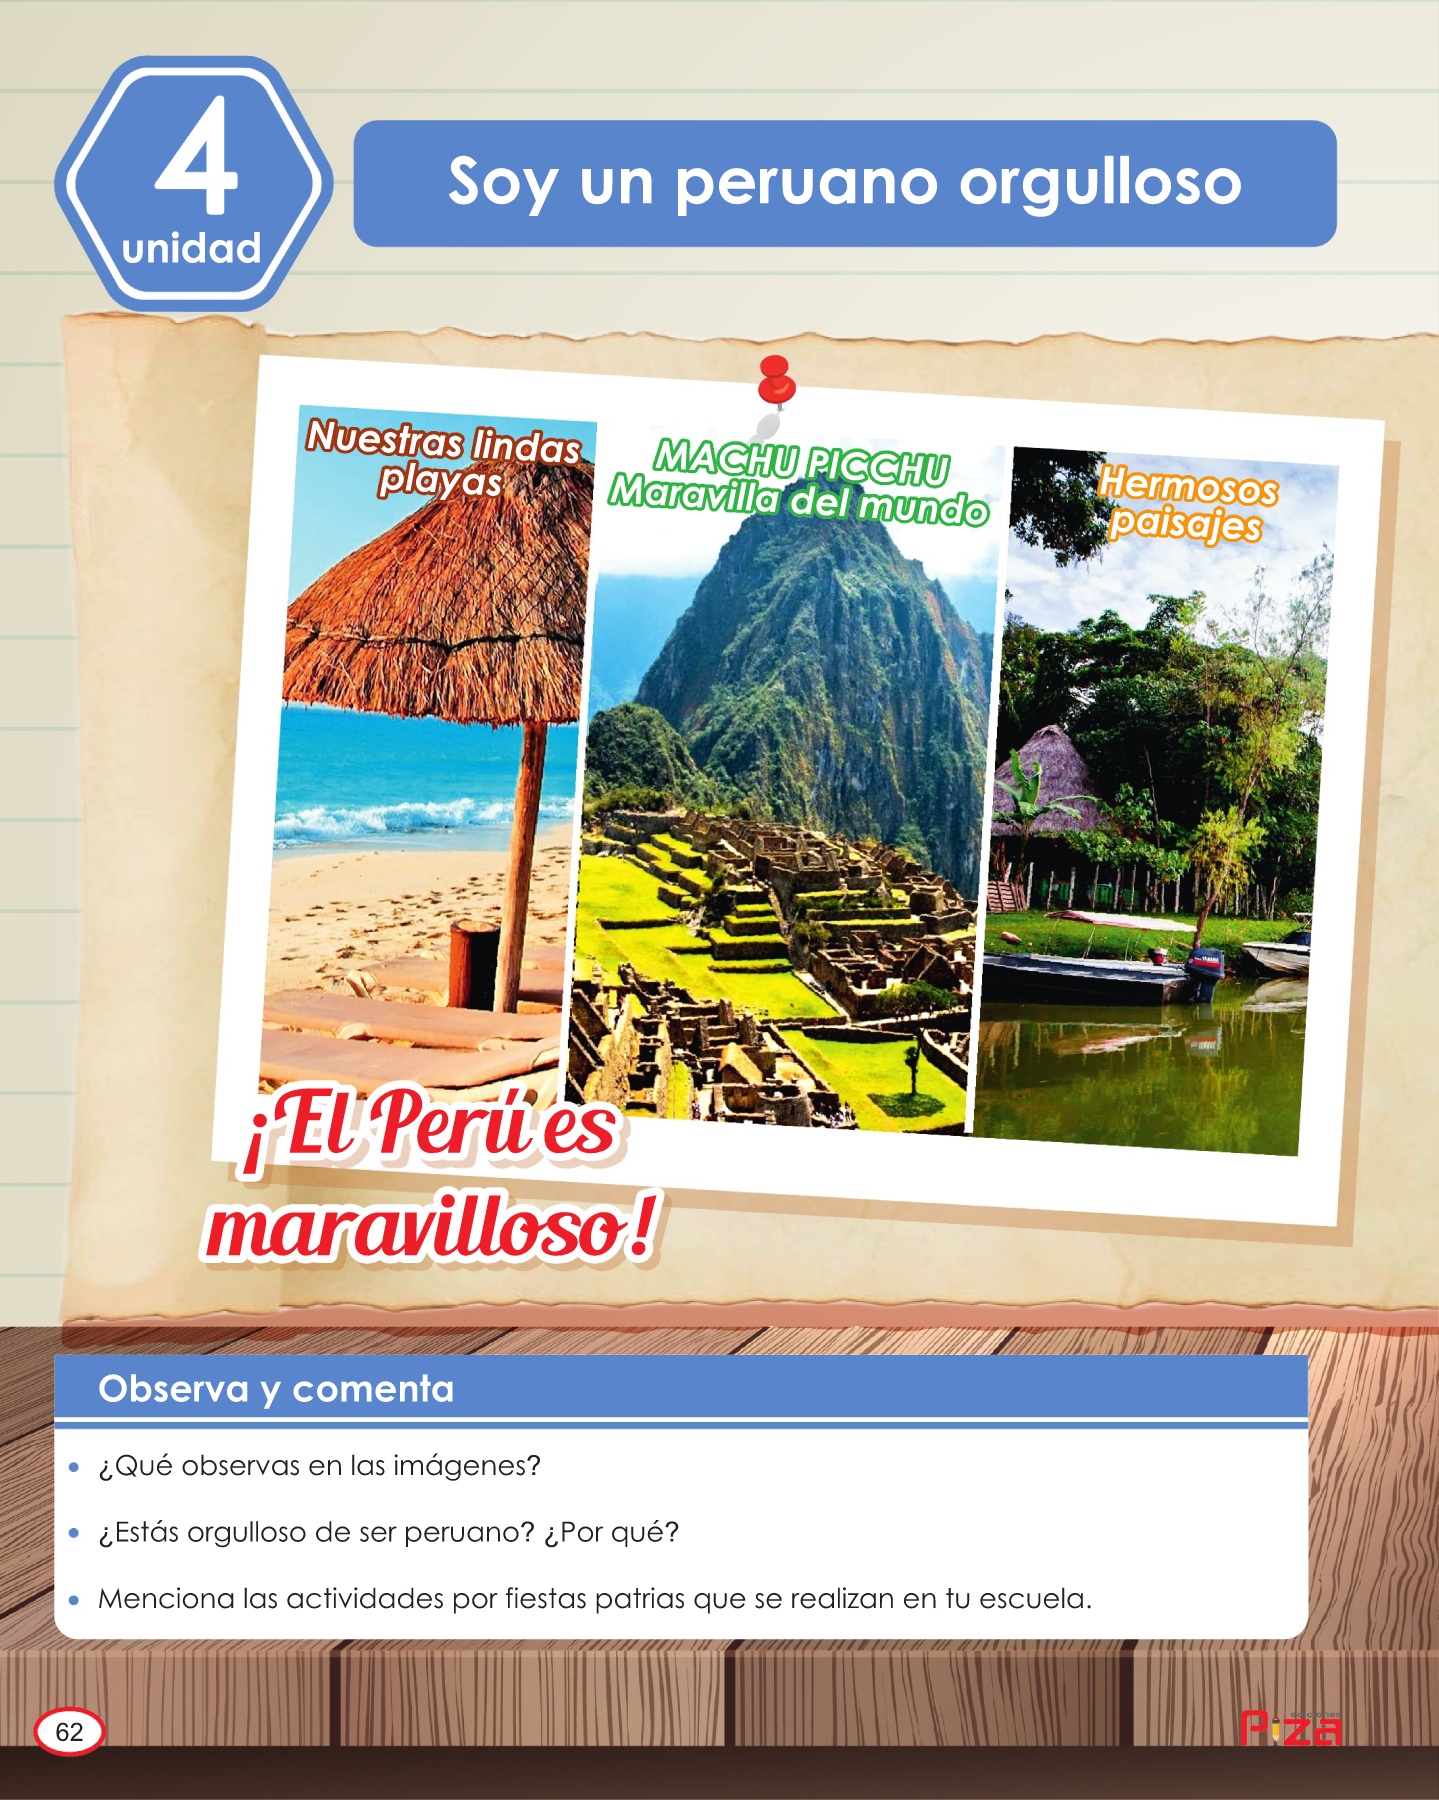 4
unidad
Soy un peruano orgulloso
Nuestras lindas
playas
MACHU PICCHU
Maravilla del mundo
Hermosos
paisajes
YAMAHA
¡El Perú es
maravilloso!
Observa y comenta
• ¿Qué observas en las imágenes?
• ¿Estás orgulloso de ser peruano? ¿Por qué?
• Menciona las actividades por fiestas patrias que se realizan en tu escuela.
62
ediciones
Piza